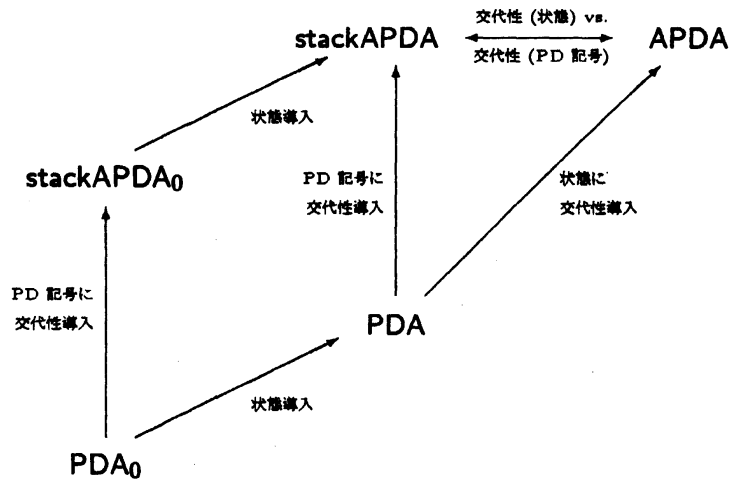 交代性 (状態) vs.
stackAPDA
APDA
交代性 (PD 記号)
状態導入
stackAPDA₀
PD 記号に
交代性導入
状態に
交代性導入
PD 記号に
交代性導入
PDA
状態導入
PDA₀